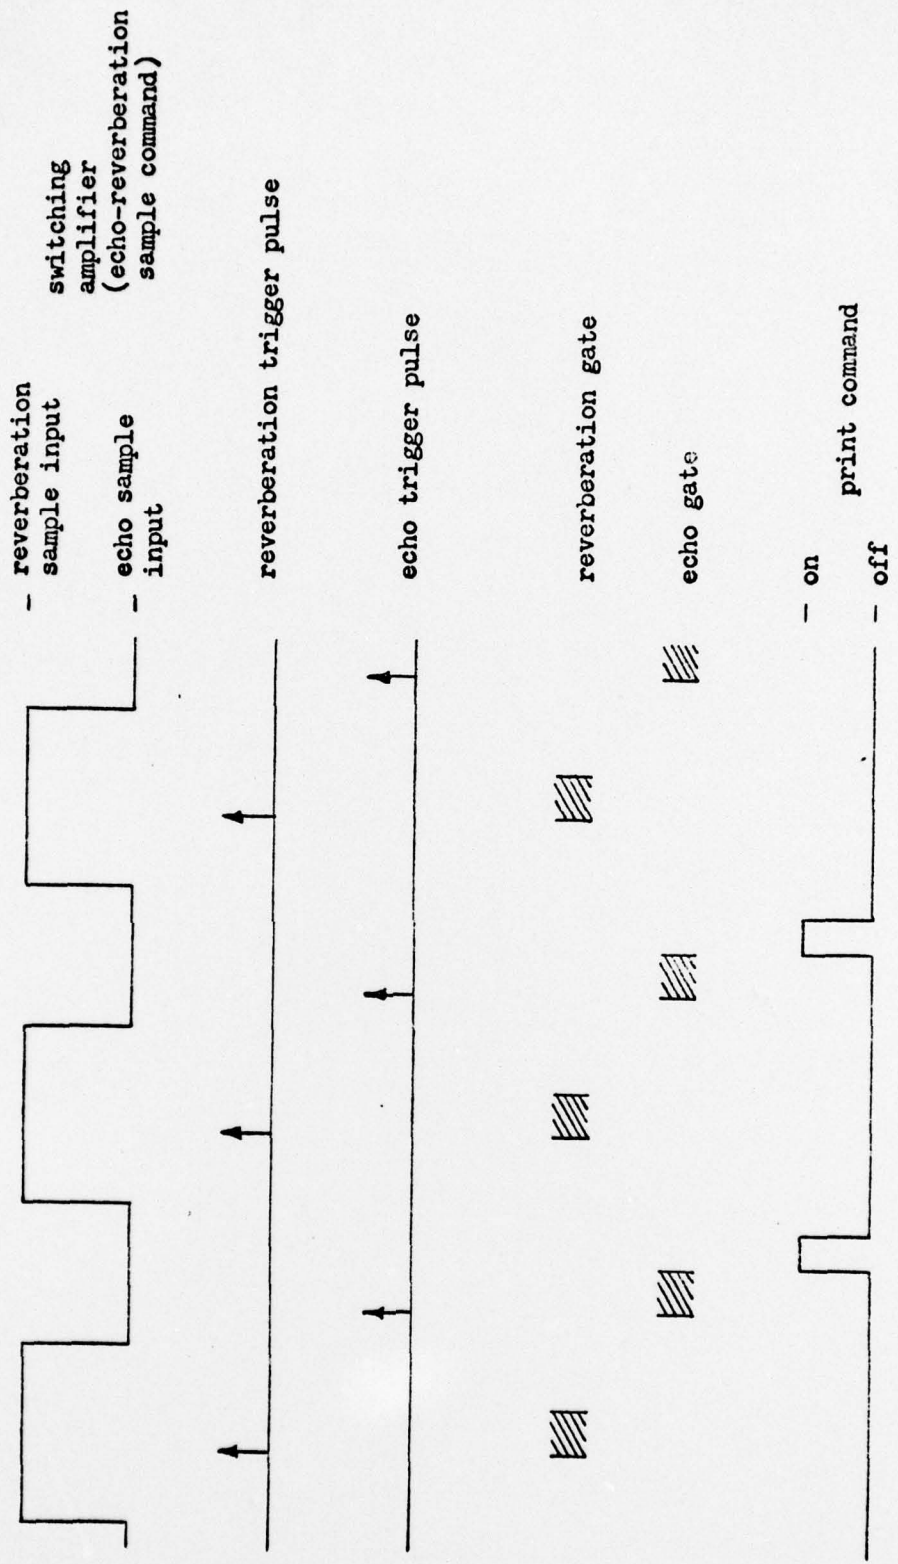 — reverberation
sample input
— echo sample
input
switching
amplifier
(echo-reverberation
sample command)
reverberation trigger pulse
echo trigger pulse
reverberation gate
echo gate
— on
— off
print command